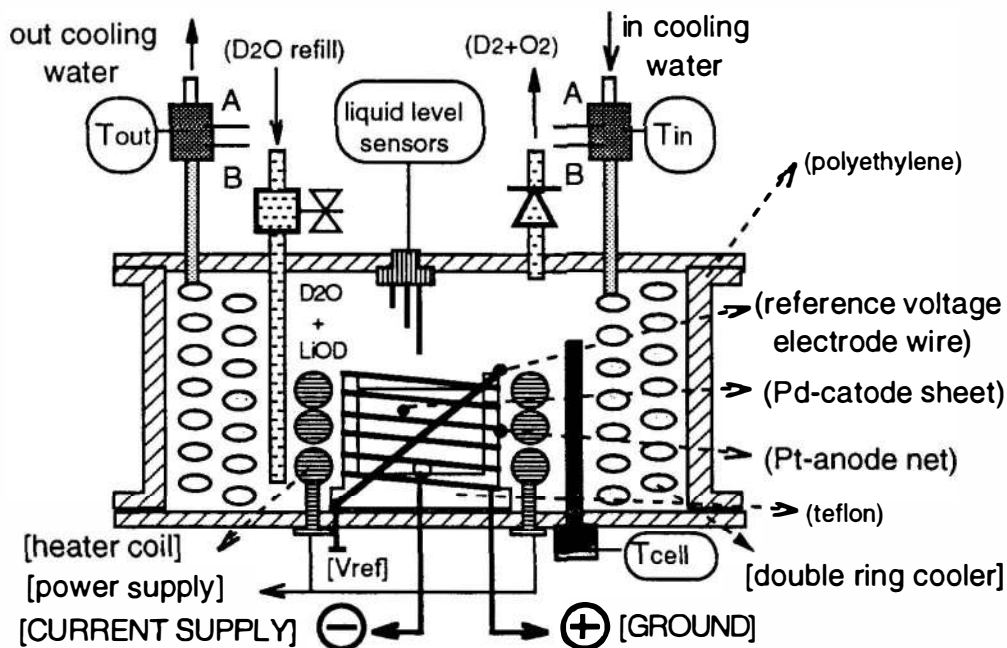 out cooling
water
(D2O refill)
(D2+O2)
in cooling
water
A
B
Tout
liquid level
sensors
A
B
Tin
(polyethylene)
D2O
+
LiOD
(reference voltage
electrode wire)
(Pd-catode sheet)
(Pt-anode net)
(teflon)
[heater coil]
[Vref]
Tcell
[double ring cooler]
[power supply]
[CURRENT SUPPLY] −
+ [GROUND]